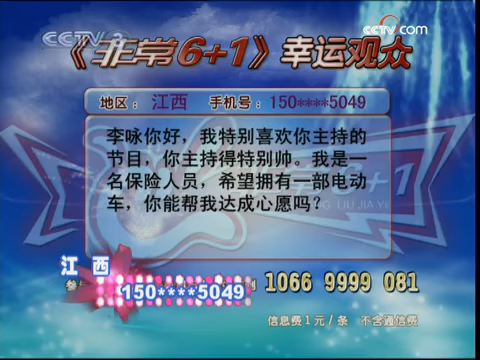 CCTV 2
cctv.com
《非常6+1》幸运观众
地区： 江西 手机号： 150****5049
李咏你好，我特别喜欢你主持的
节目，你主持得特别帅。我是一
名保险人员，希望拥有一部电动
车，你能帮我达成心愿吗？
江 西
150****5049
1066 9999 081
信息费1元/条 不含通信费